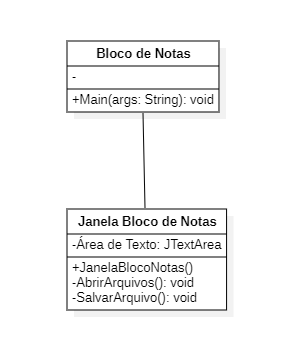 Bloco de Notas
-
+Main(args: String): void
Janela Bloco de Notas
-Área de Texto: JTextArea
+JanelaBlocoNotas()
-AbrirArquivos(): void
-SalvarArquivo(): void